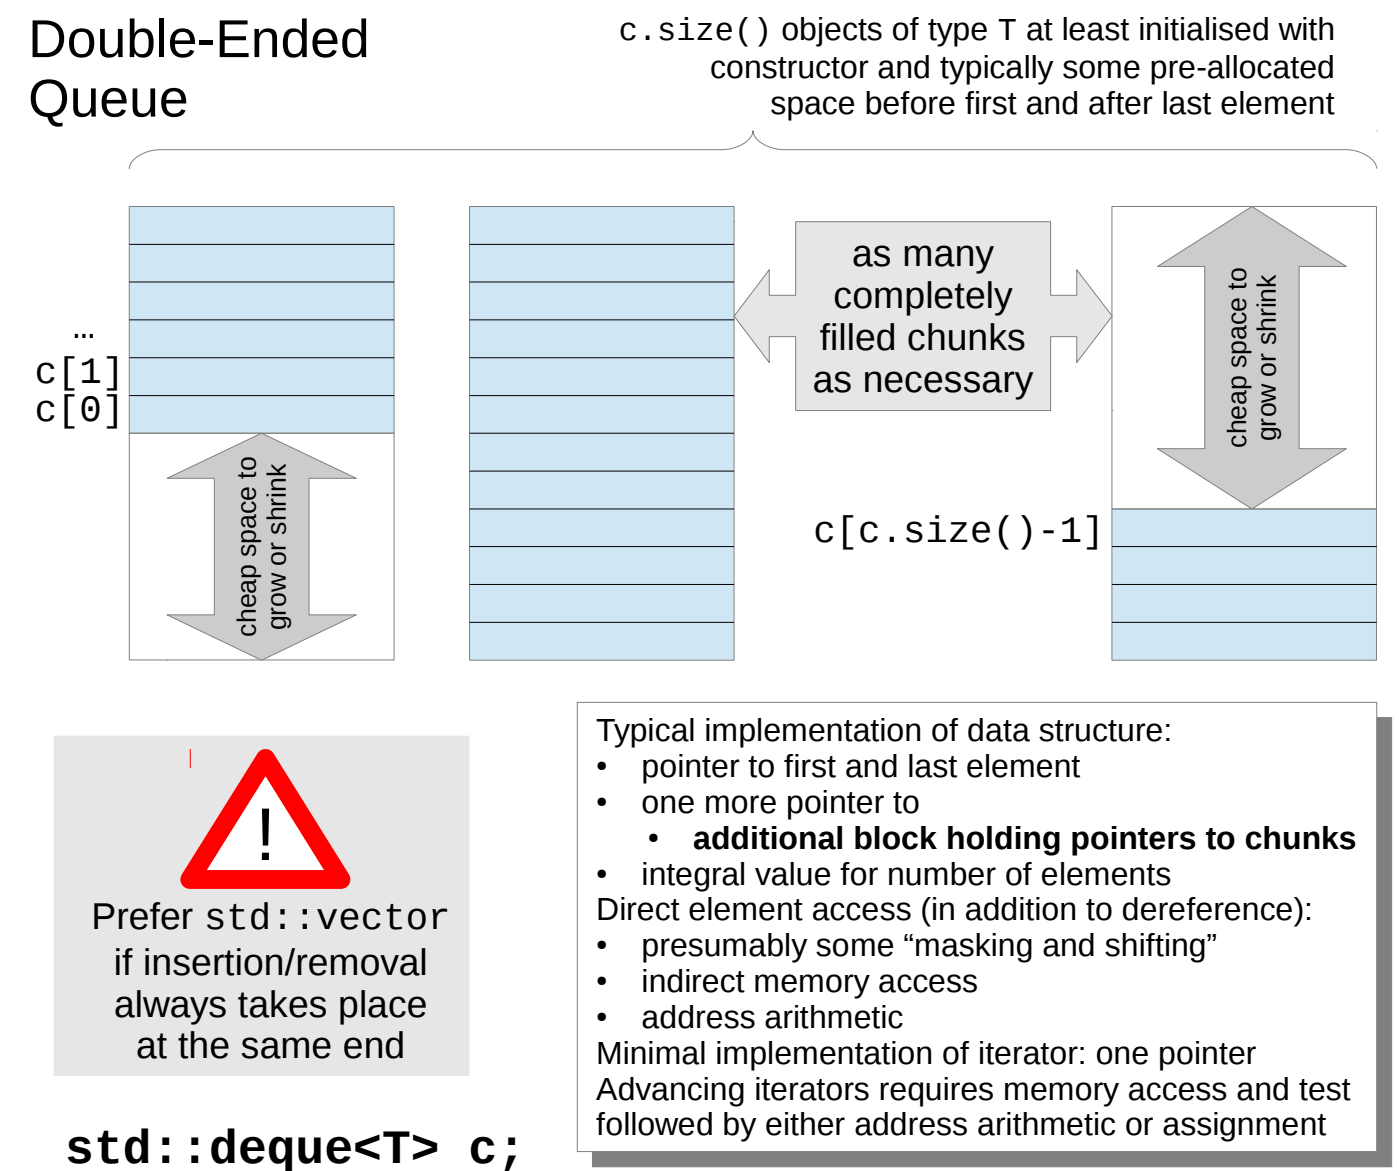 Double-Ended
Queue
c.size() objects of type T at least initialised with
constructor and typically some pre-allocated
space before first and after last element
…
c[1]
c[0]
cheap space to
grow or shrink
as many
completely
filled chunks
as necessary
cheap space to
grow or shrink
c[c.size()-1]
!
Prefer std::vector
if insertion/removal
always takes place
at the same end
std::deque<T> c;
Typical implementation of data structure:
• pointer to first and last element
• one more pointer to
• additional block holding pointers to chunks
• integral value for number of elements
Direct element access (in addition to dereference):
• presumably some “masking and shifting”
• indirect memory access
• address arithmetic
Minimal implementation of iterator: one pointer
Advancing iterators requires memory access and test
followed by either address arithmetic or assignment